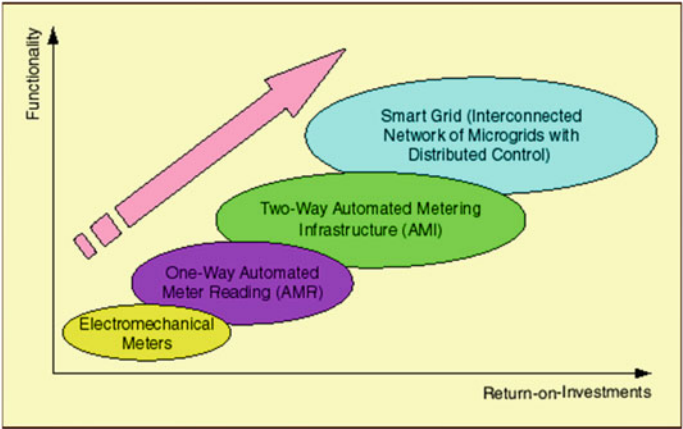 Functionality
Smart Grid (Interconnected
Network of Microgrids with
Distributed Control)
Two-Way Automated Metering
Infrastructure (AMI)
One-Way Automated
Meter Reading (AMR)
Electromechanical
Meters
Return-on-Investments